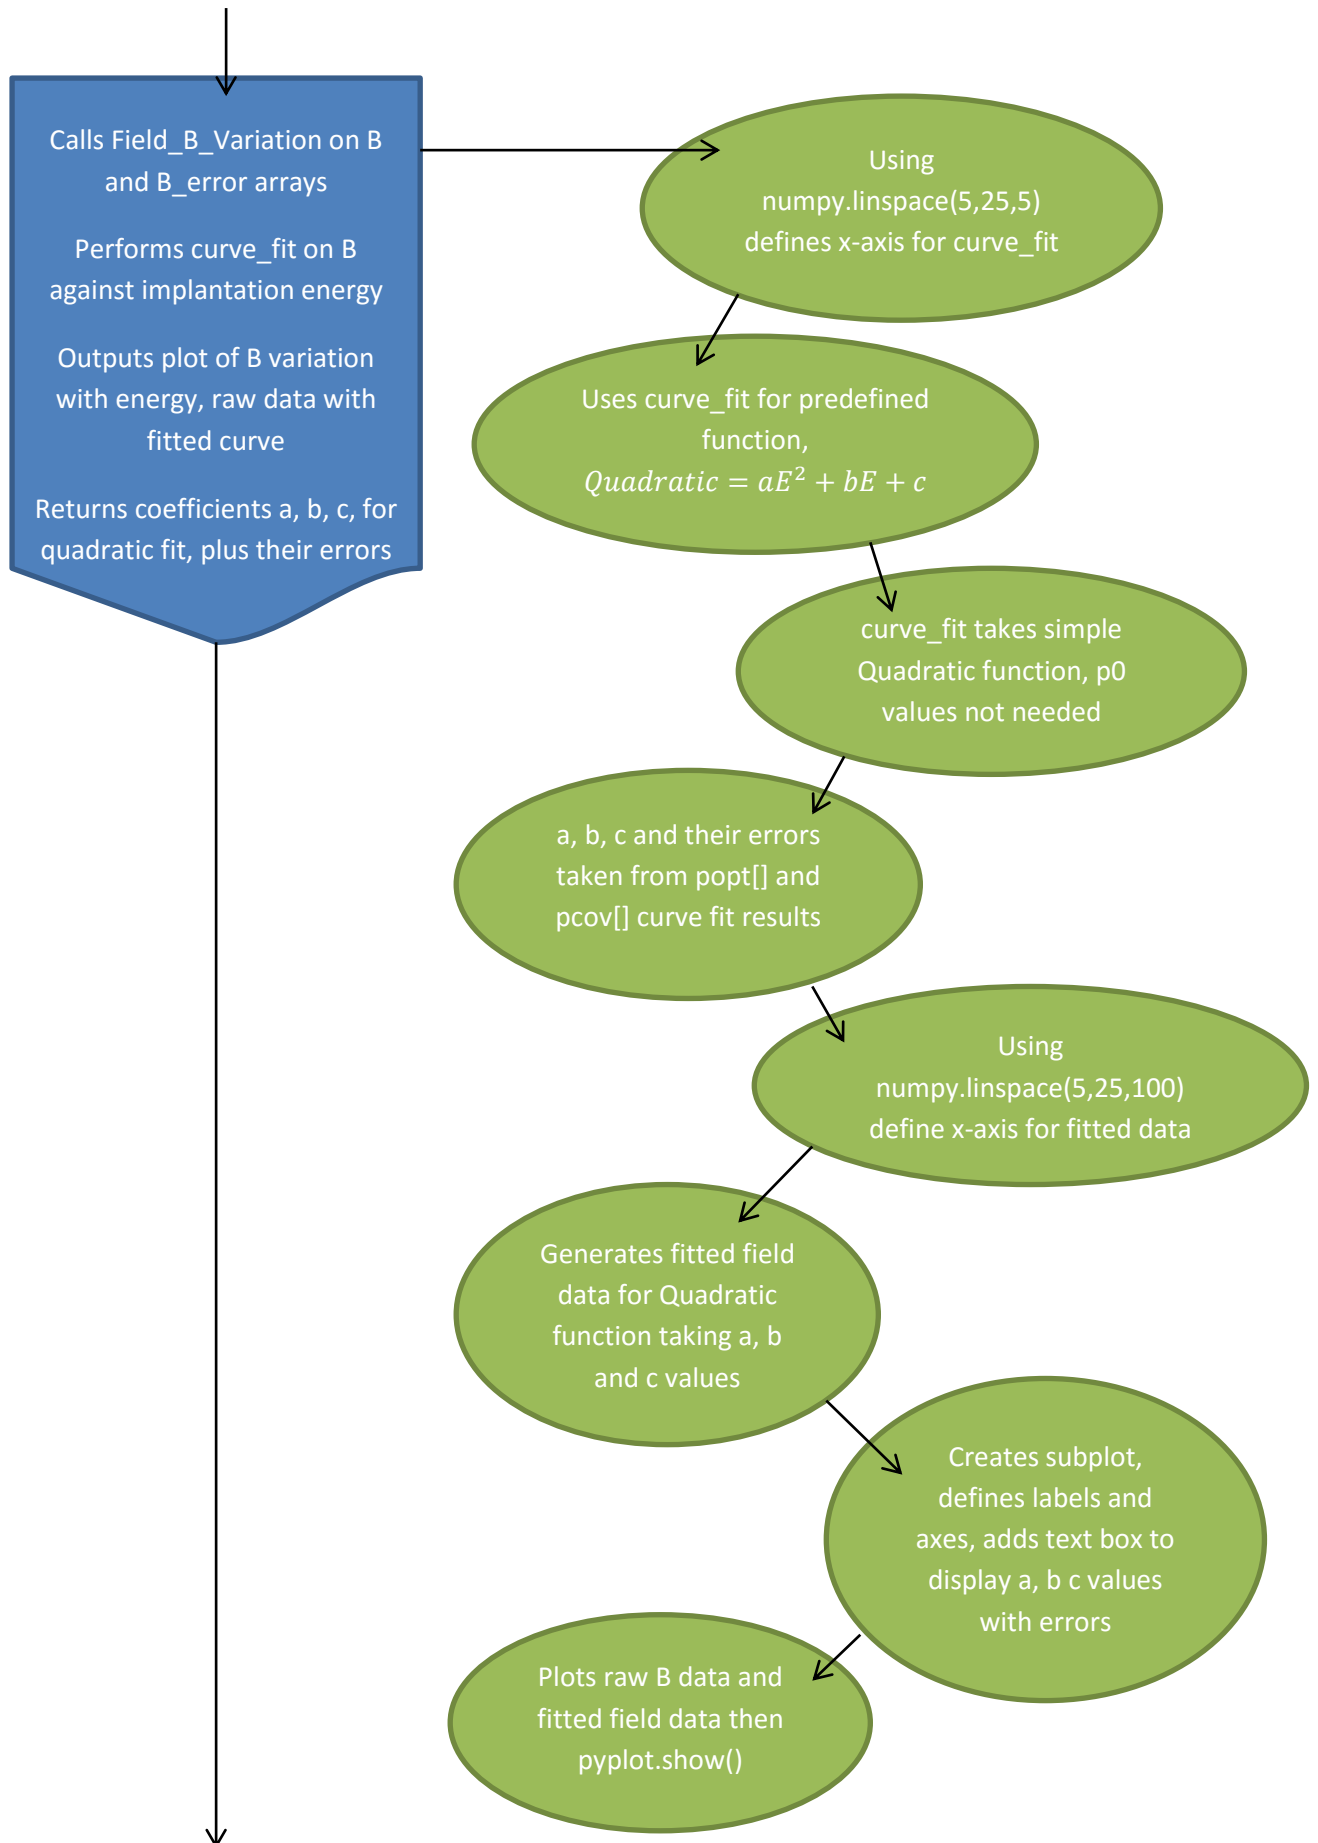 Calls Field_B_Variation on B
and B_error arrays
Performs curve_fit on B
against implantation energy
Outputs plot of B variation
with energy, raw data with
fitted curve
Returns coefficients a, b, c, for
quadratic fit, plus their errors
Using
numpy.linspace(5,25,5)
defines x-axis for curve_fit
Uses curve_fit for predefined
function,
Quadratic = aE² + bE + c
curve_fit takes simple
Quadratic function, p0
values not needed
a, b, c and their errors
taken from popt[] and
pcov[] curve fit results
Using
numpy.linspace(5,25,100)
define x-axis for fitted data
Generates fitted field
data for Quadratic
function taking a, b
and c values
Creates subplot,
defines labels and
axes, adds text box to
display a, b c values
with errors
Plots raw B data and
fitted field data then
pyplot.show()